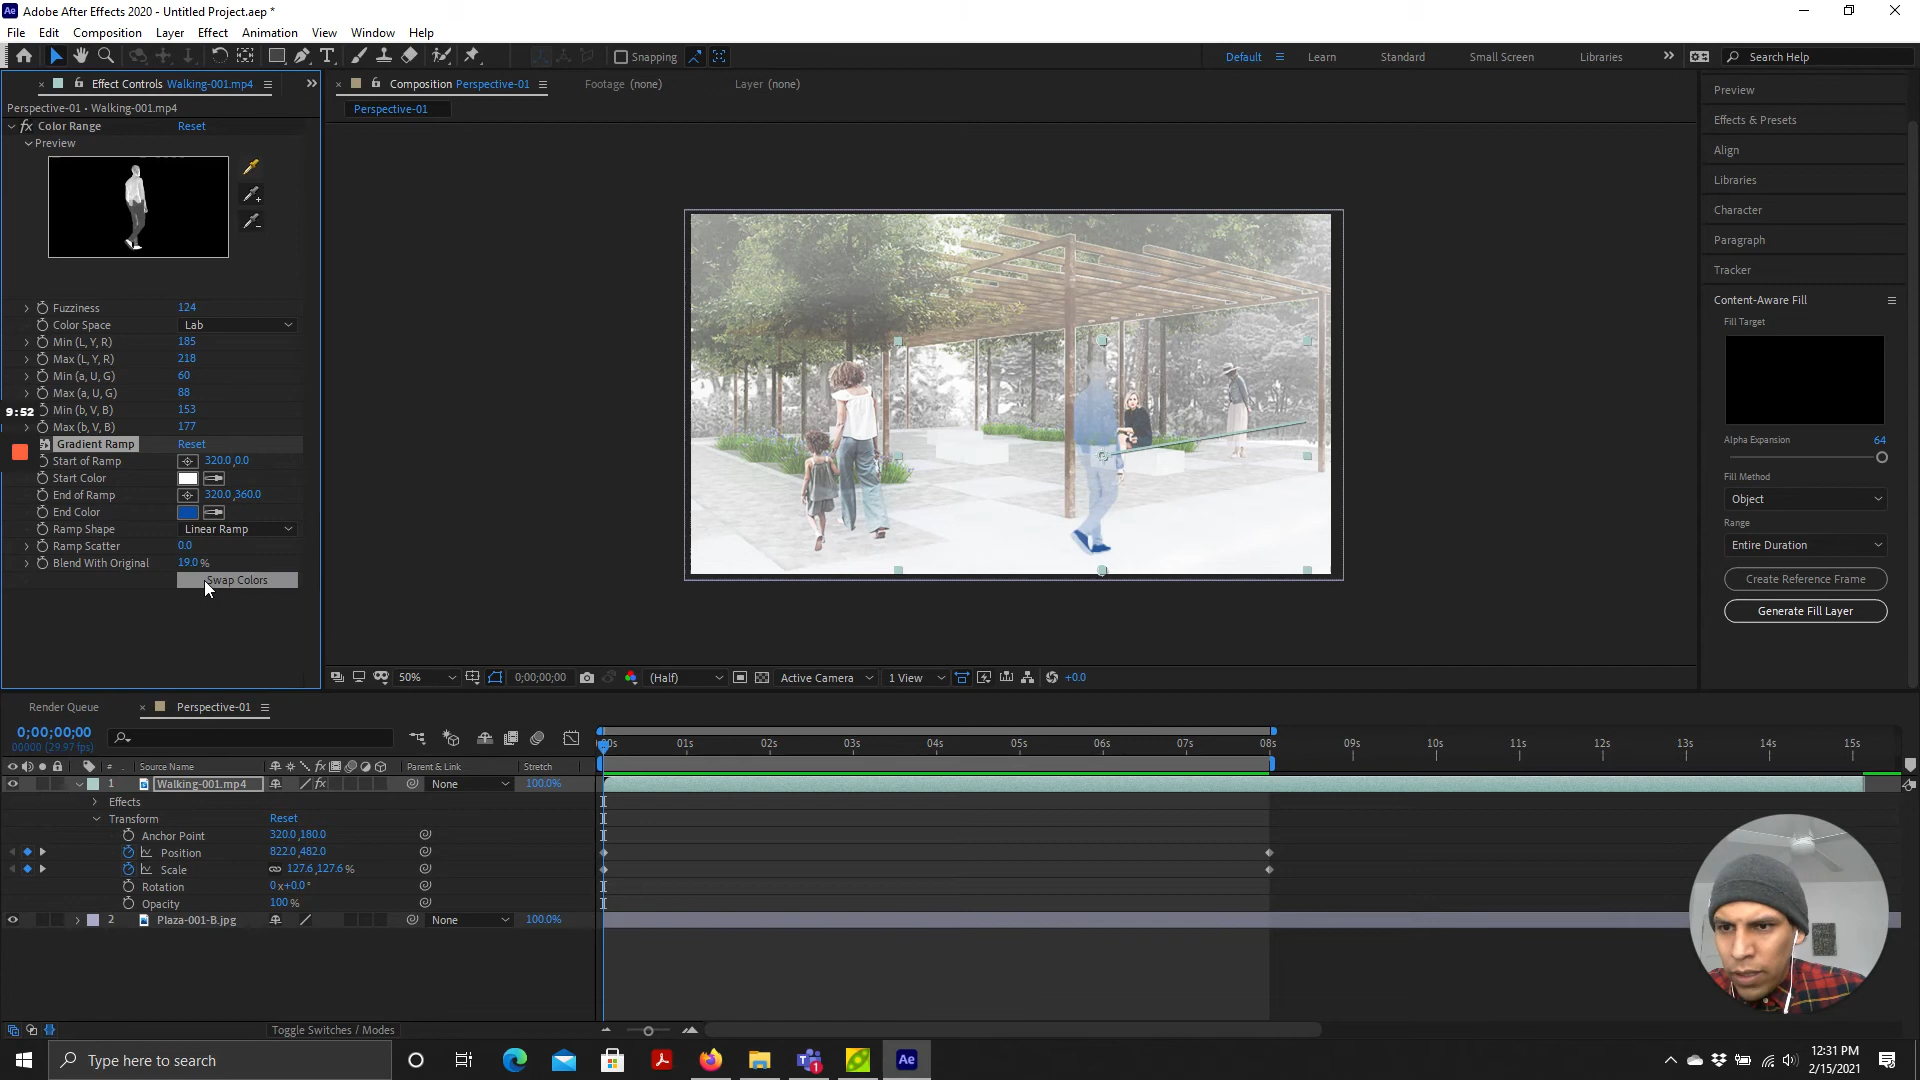 Adobe After Effects 2020 - Untitled Project.aep *
File Edit Composition Layer Effect Animation View Window Help
Snapping Default Learn Standard Small Screen Libraries Search Help
Effect Controls Walking-001.mp4
Composition Perspective-01 Footage (none) Layer (none)
Perspective-01 • Walking-001.mp4
Perspective-01
Color Range Reset
Preview
Fuzziness 124
Color Space Lab
Min (L, Y, R) 185
Max (L, Y, R) 218
Min (a, U, G) 60
Max (a, U, G) 88
Min (b, V, B) 153
Max (b, V, B) 177
9:52
Gradient Ramp Reset
Start of Ramp 320.0,0.0
Start Color
End of Ramp 320.0,360.0
End Color
Ramp Shape Linear Ramp
Ramp Scatter 0.0
Blend With Original 19.0 %
Swap Colors
50% 0;00;00;00 (Half) Active Camera 1 View +0.0
Preview
Effects & Presets
Align
Libraries
Character
Paragraph
Tracker
Content-Aware Fill
Fill Target
Alpha Expansion 64
Fill Method
Object
Range
Entire Duration
Create Reference Frame
Generate Fill Layer
Render Queue Perspective-01
0;00;00;00
00000 (29.97 fps)
00s 01s 02s 03s 04s 05s 06s 07s 08s 09s 10s 11s 12s 13s 14s 15s
# Source Name Parent & Link Stretch
1 Walking-001.mp4 None 100.0%
Effects
Transform Reset
Anchor Point 320.0,180.0
Position 822.0,482.0
Scale 127.6,127.6 %
Rotation 0x+0.0°
Opacity 100 %
2 Plaza-001-B.jpg None 100.0%
Toggle Switches / Modes
Type here to search
Ae
12:31 PM
2/15/2021